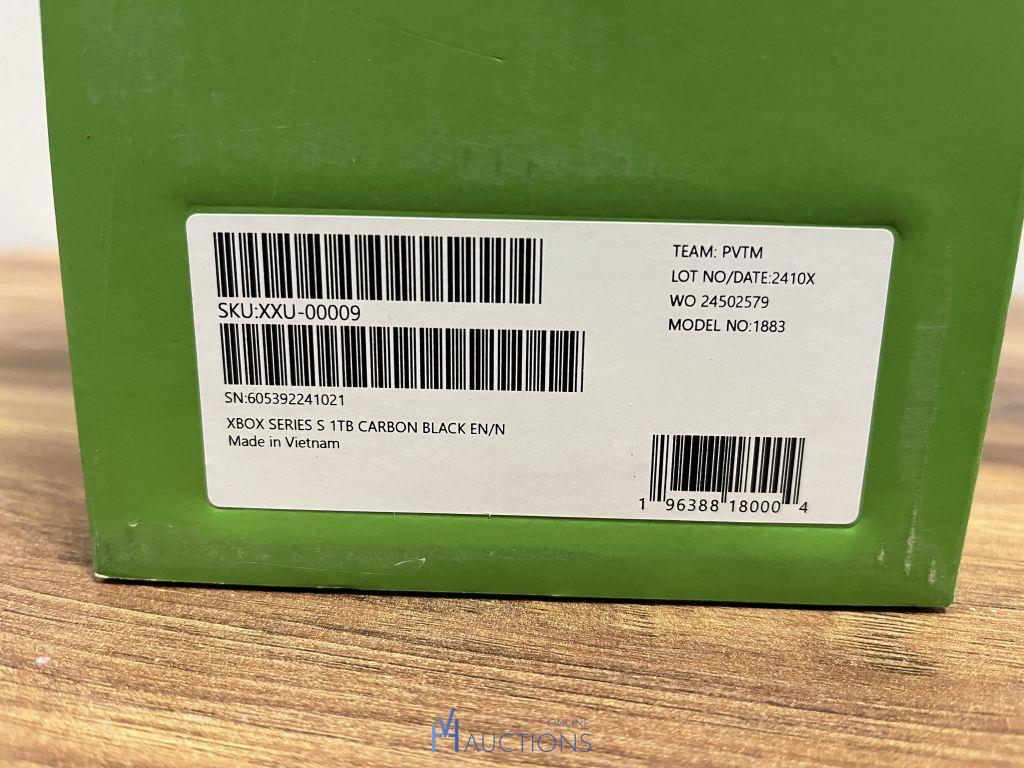 SKU:XXU-00009
SN:605392241021
XBOX SERIES S 1TB CARBON BLACK EN/N
Made in Vietnam
TEAM: PVTM
LOT NO/DATE:2410X
WO 24502579
MODEL NO:1883
1 96388 18000 4
ONLINE
AUCTIONS